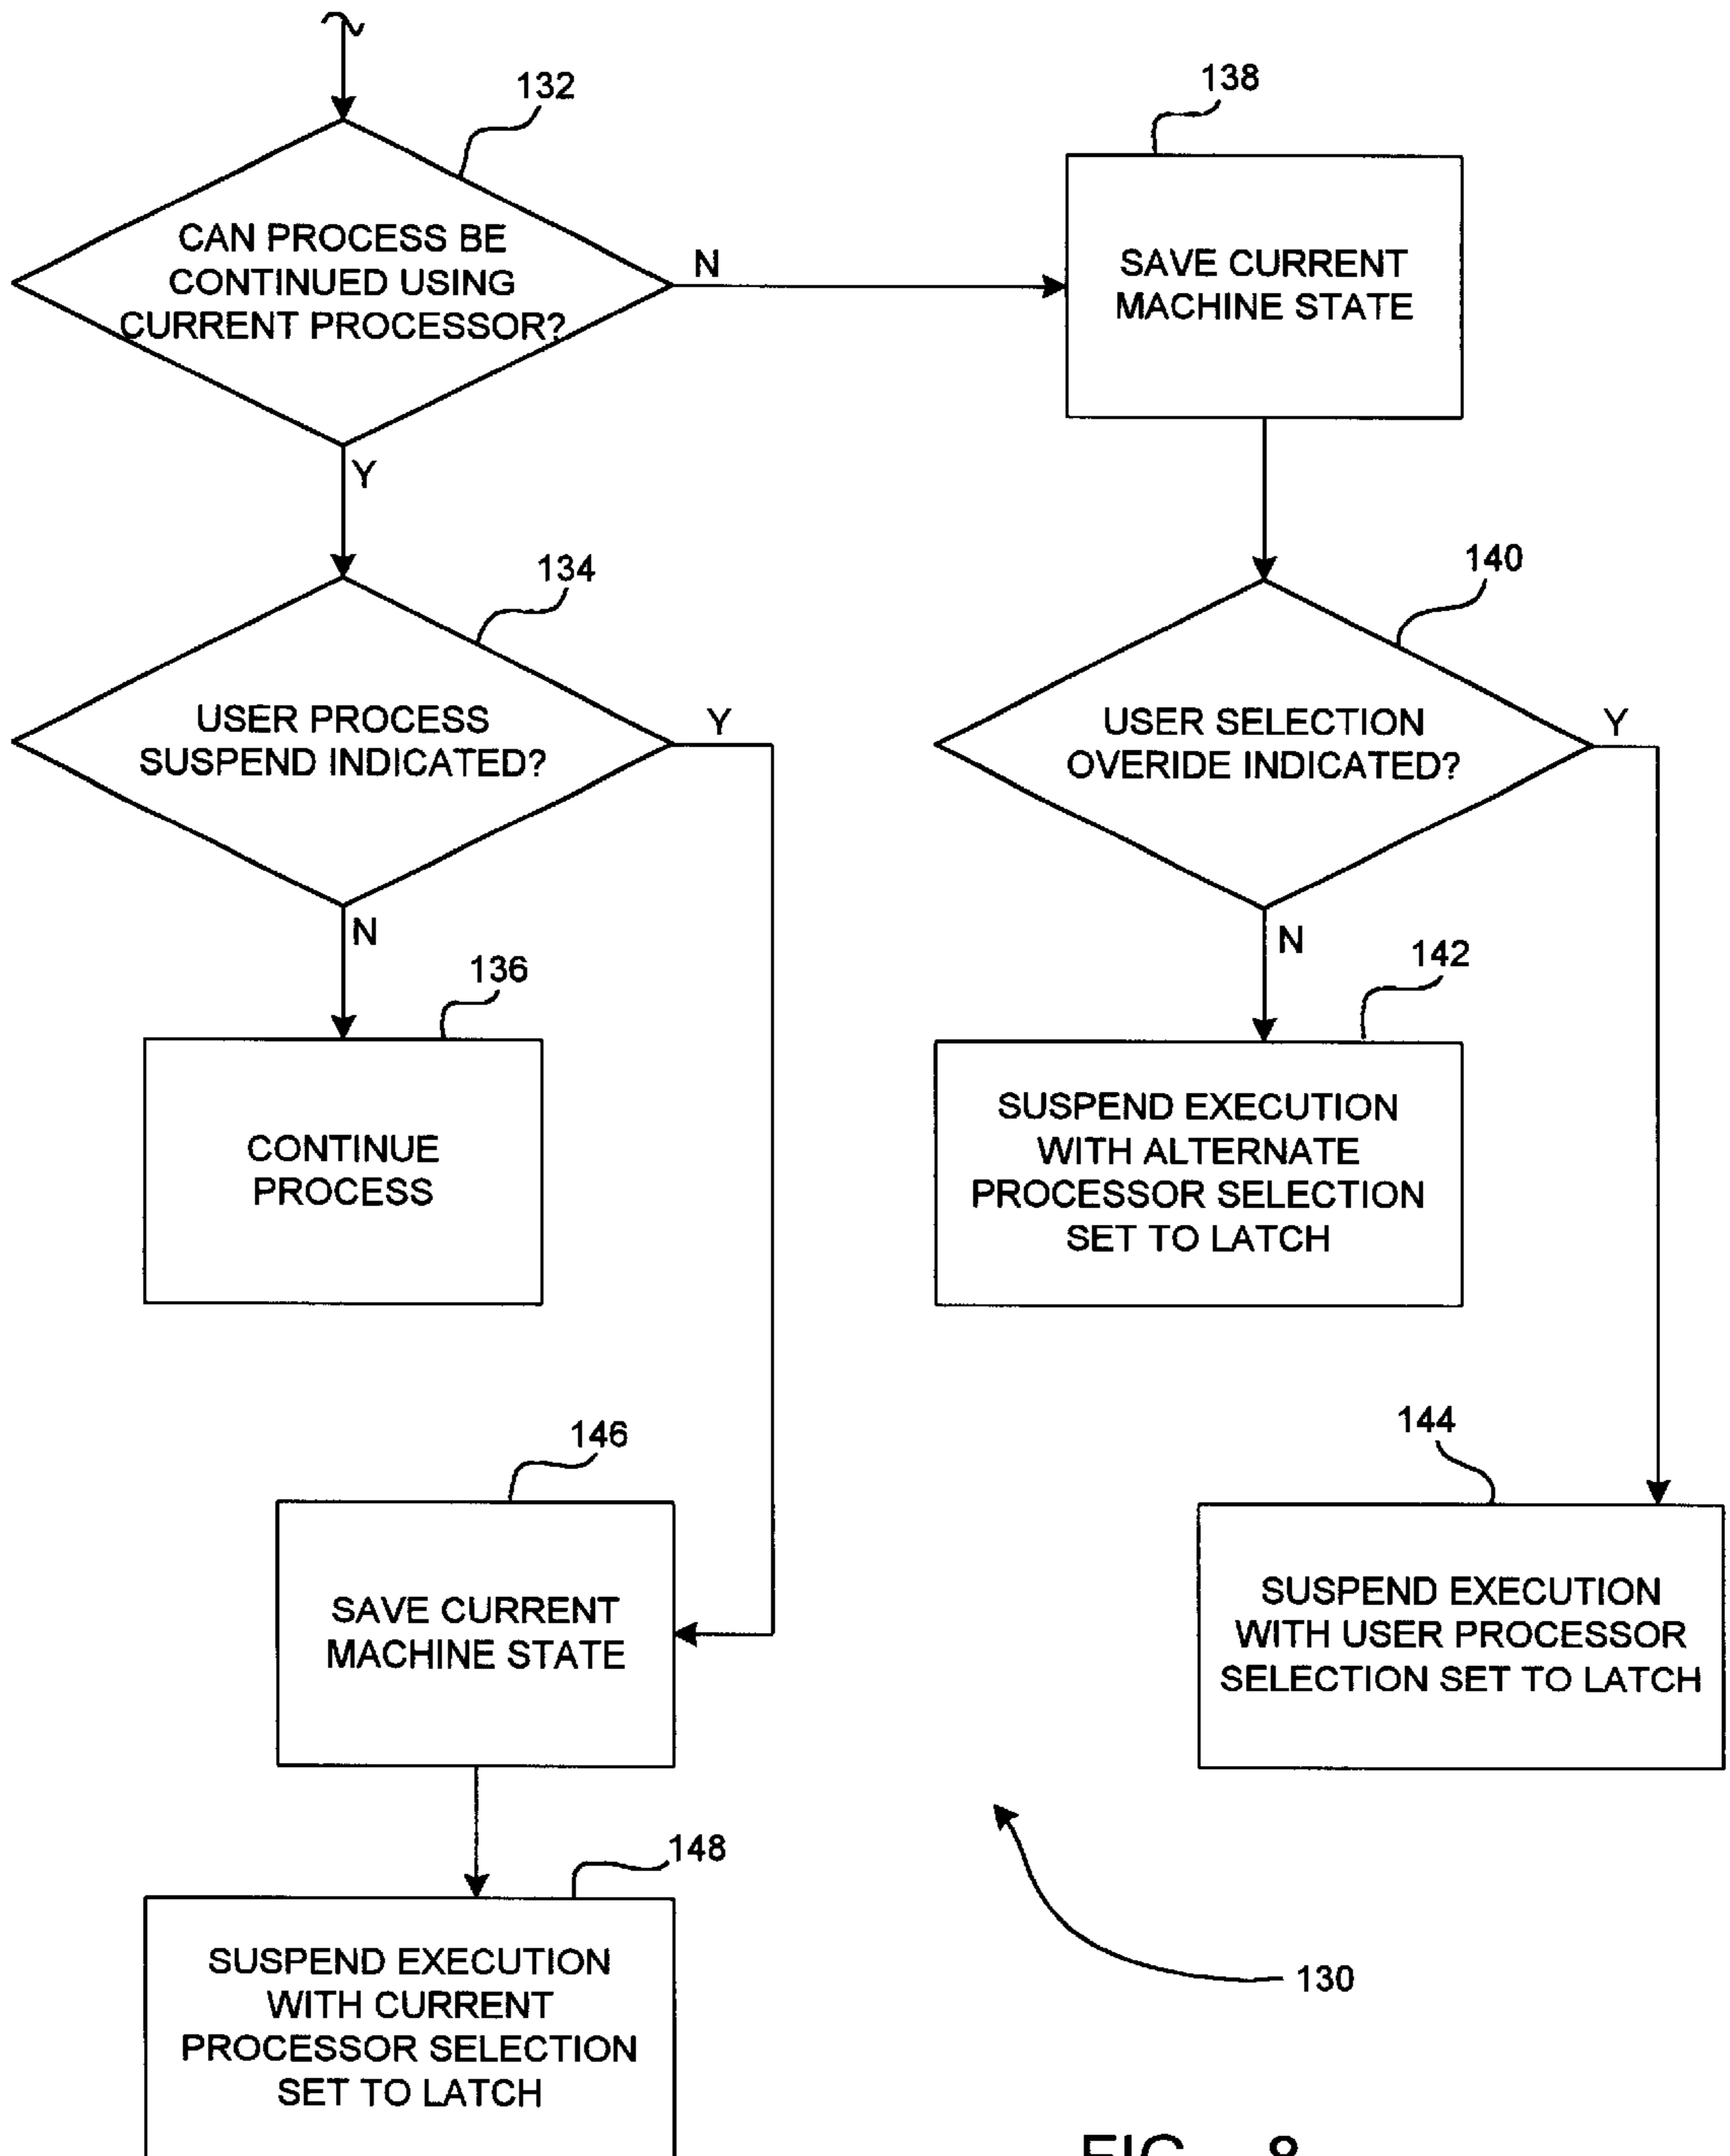 132
CAN PROCESS BE
CONTINUED USING
CURRENT PROCESSOR?
N
Y
138
SAVE CURRENT
MACHINE STATE
134
USER PROCESS
SUSPEND INDICATED?
Y
N
140
USER SELECTION
OVERIDE INDICATED?
Y
N
136
CONTINUE
PROCESS
142
SUSPEND EXECUTION
WITH ALTERNATE
PROCESSOR SELECTION
SET TO LATCH
146
SAVE CURRENT
MACHINE STATE
144
SUSPEND EXECUTION
WITH USER PROCESSOR
SELECTION SET TO LATCH
148
SUSPEND EXECUTION
WITH CURRENT
PROCESSOR SELECTION
SET TO LATCH
130
FIG. 8